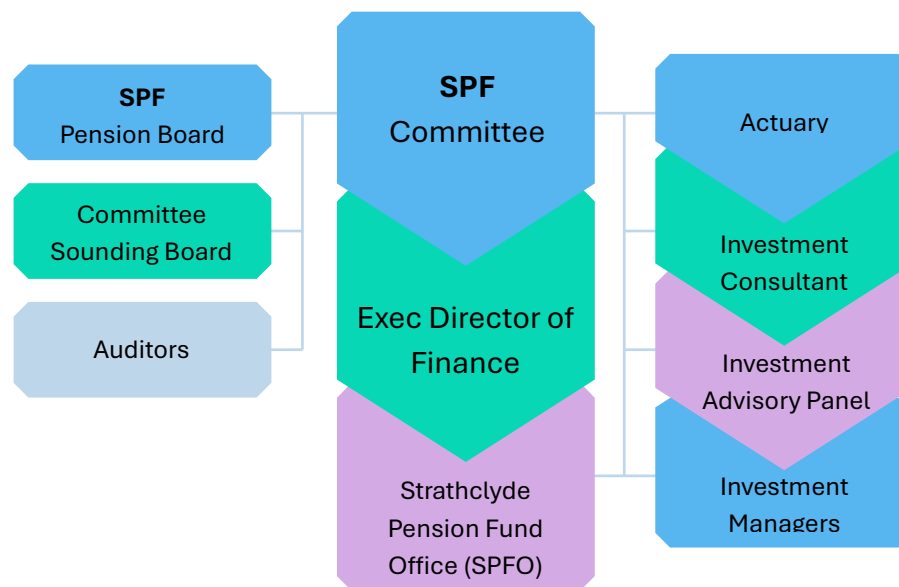 SPF
Pension Board
Committee
Sounding Board
Auditors
SPF
Committee
Exec Director of
Finance
Strathclyde
Pension Fund
Office (SPFO)
Actuary
Investment
Consultant
Investment
Advisory Panel
Investment
Managers